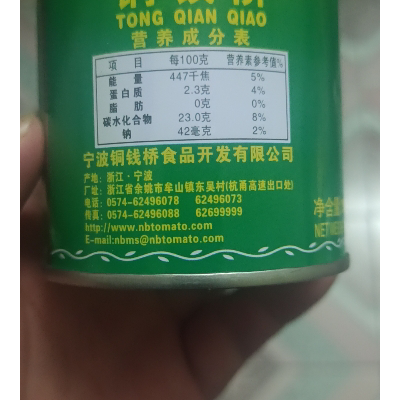 TONG QIAN QIAO
营养成分表
项目 每100克 营养素参考值%
能量 447千焦 5%
蛋白质 2.3克 4%
脂肪 0克 0%
碳水化合物 23.0克 8%
钠 42毫克 2%
宁波铜钱桥食品开发有限公司
产地：浙江·宁波
厂址：浙江省余姚市牟山镇东吴村(杭甬高速出口处)
电话：0574-62496078 62496073
传真：0574-62496088 62699999
http://www.nbtomato.com
E-mail:nbms@nbtomato.com
净含量
NET WE